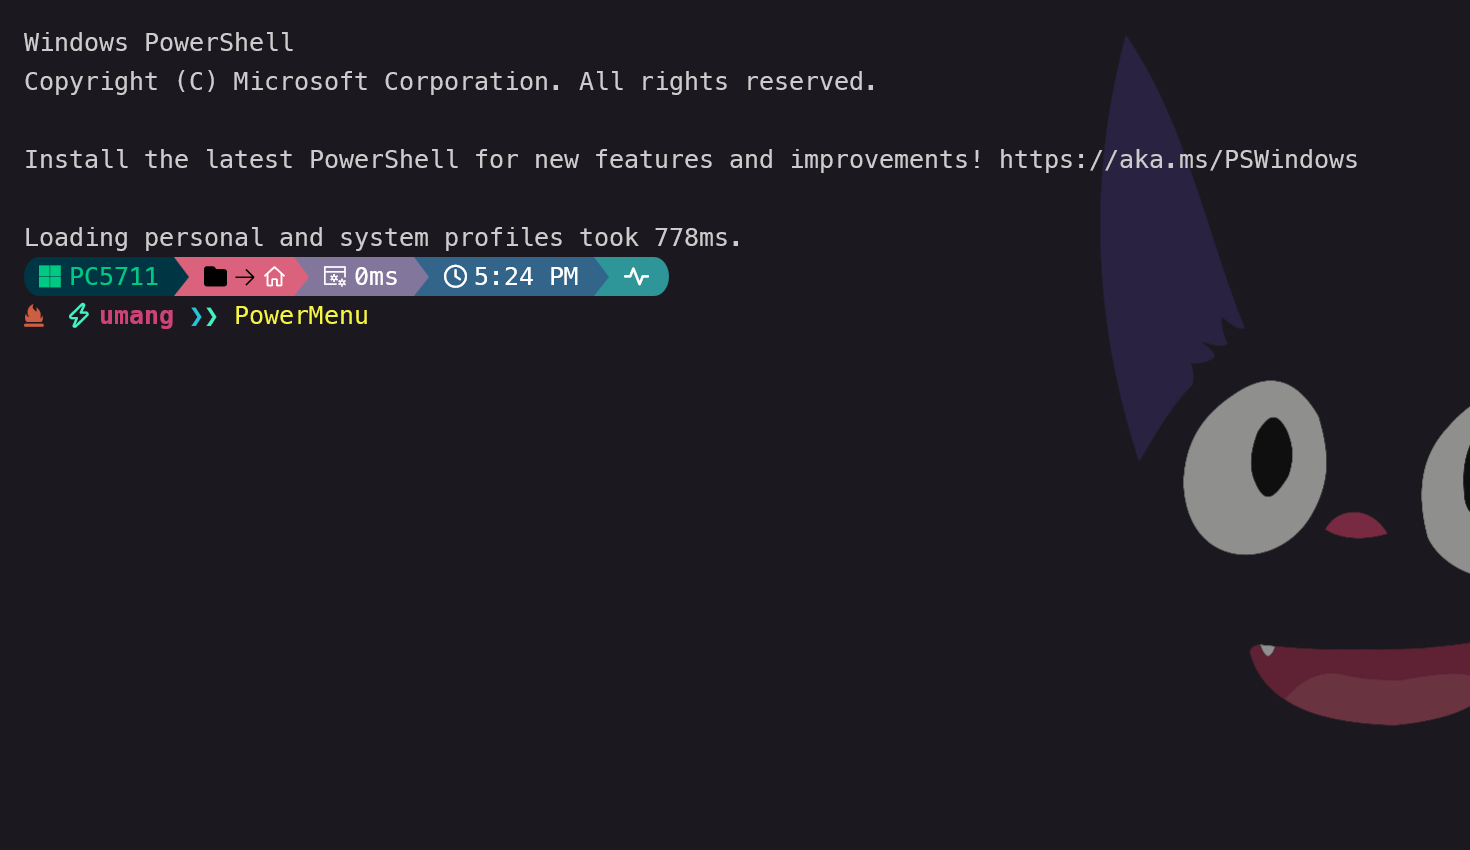 Windows PowerShell
Copyright (C) Microsoft Corporation. All rights reserved.
Install the latest PowerShell for new features and improvements! https://aka.ms/PSWindows
Loading personal and system profiles took 778ms.
PC5711 → 0ms 5:24 PM
umang ❯❯ PowerMenu